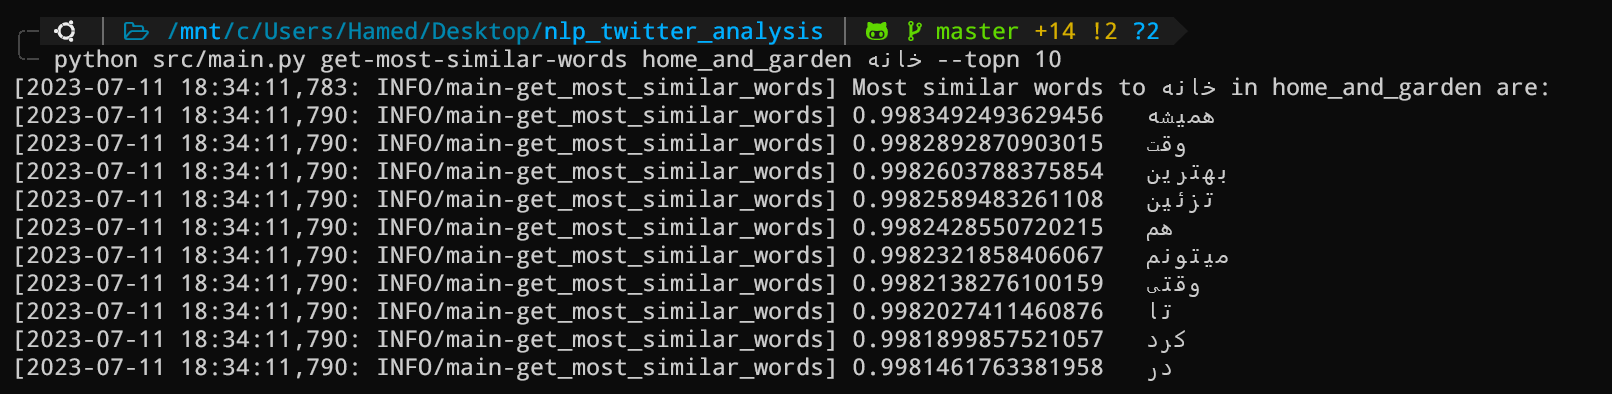 /mnt/c/Users/Hamed/Desktop/nlp_twitter_analysis master +14 !2 ?2
python src/main.py get-most-similar-words home_and_garden خانه --topn 10
[2023-07-11 18:34:11,783: INFO/main-get_most_similar_words] Most similar words to خانه in home_and_garden are:
[2023-07-11 18:34:11,790: INFO/main-get_most_similar_words] 0.9983492493629456 همیشه
[2023-07-11 18:34:11,790: INFO/main-get_most_similar_words] 0.9982892870903015 وقت
[2023-07-11 18:34:11,790: INFO/main-get_most_similar_words] 0.9982603788375854 بهترین
[2023-07-11 18:34:11,790: INFO/main-get_most_similar_words] 0.9982589483261108 تزئین
[2023-07-11 18:34:11,790: INFO/main-get_most_similar_words] 0.9982428550720215 هم
[2023-07-11 18:34:11,790: INFO/main-get_most_similar_words] 0.9982321858406067 میتونم
[2023-07-11 18:34:11,790: INFO/main-get_most_similar_words] 0.9982138276100159 وقتی
[2023-07-11 18:34:11,790: INFO/main-get_most_similar_words] 0.9982027411460876 تا
[2023-07-11 18:34:11,790: INFO/main-get_most_similar_words] 0.9981899857521057 کرد
[2023-07-11 18:34:11,790: INFO/main-get_most_similar_words] 0.9981461763381958 در